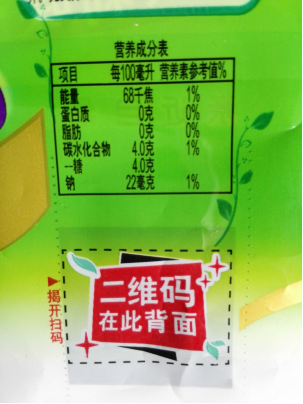 营养成分表
项目 每100毫升 营养素参考值%
能量 68千焦 1%
蛋白质 0克 0%
脂肪 0克 0%
碳水化合物 4.0克 1%
--糖 4.0克
钠 22毫克 1%
揭开扫码
二维码
在此背面